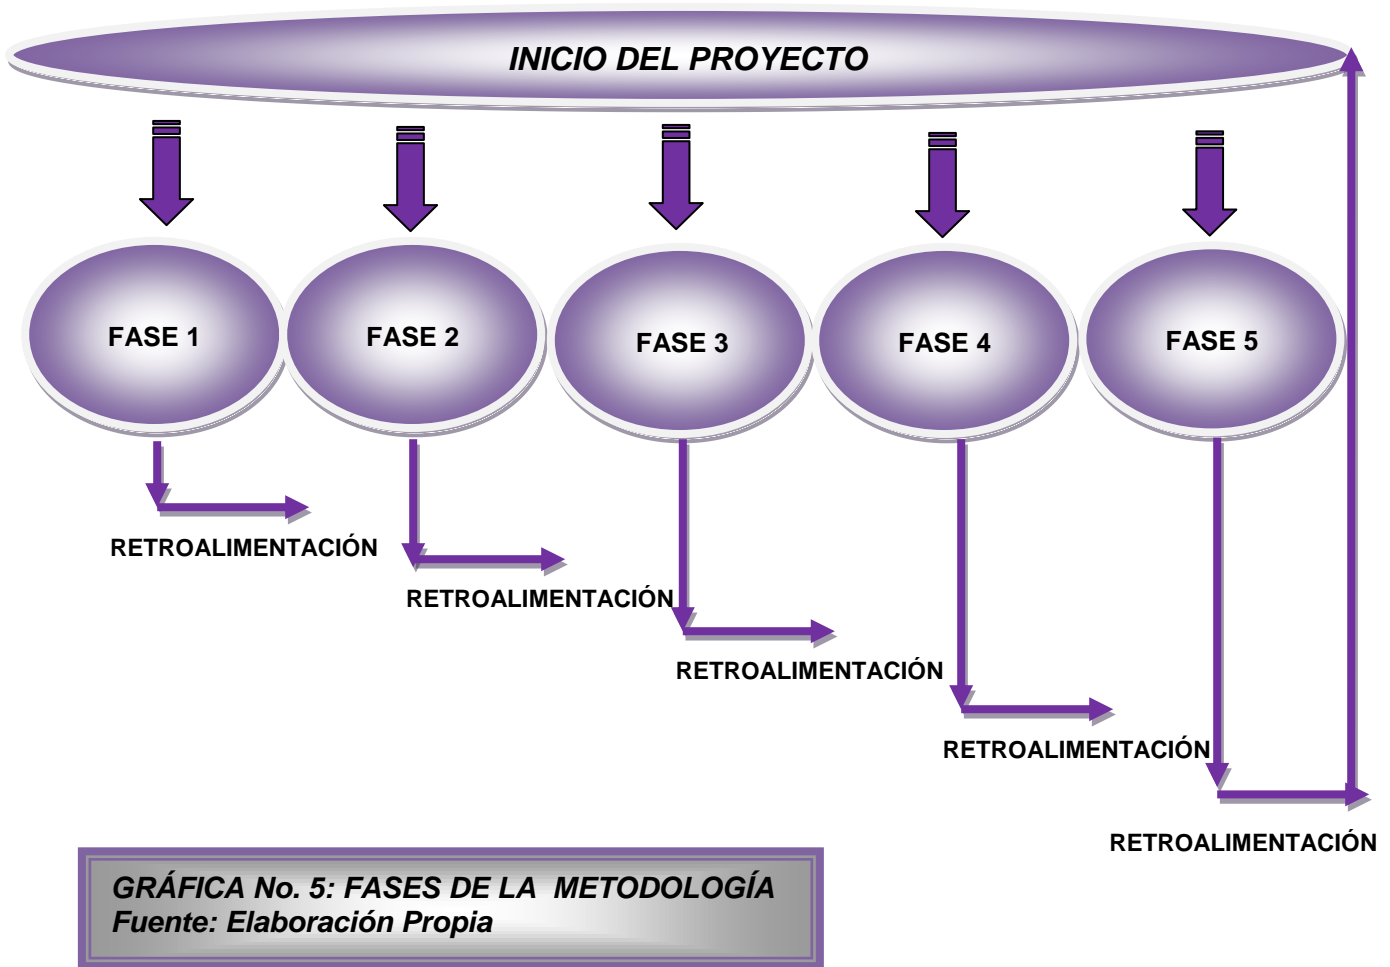 INICIO DEL PROYECTO
FASE 1
FASE 2
FASE 3
FASE 4
FASE 5
RETROALIMENTACIÓN
RETROALIMENTACIÓN
RETROALIMENTACIÓN
RETROALIMENTACIÓN
RETROALIMENTACIÓN
GRÁFICA No. 5: FASES DE LA METODOLOGÍA
Fuente: Elaboración Propia